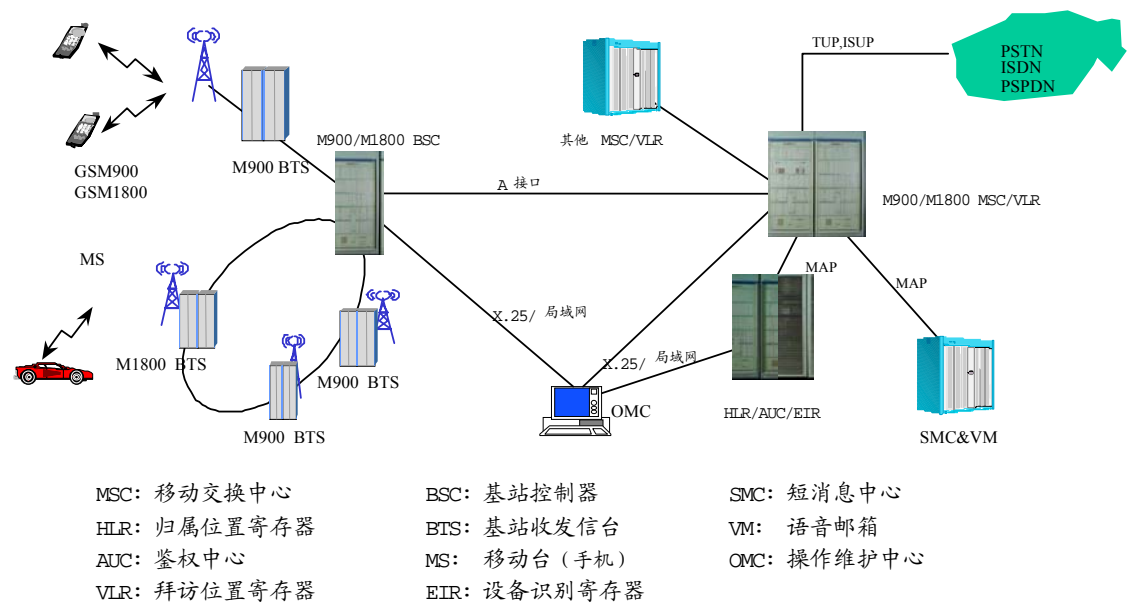 TUP,ISUP
PSTN
ISDN
PSPDN
M900/M1800 BSC
其他 MSC/VLR
M900 BTS
GSM900
GSM1800
A 接口
M900/M1800 MSC/VLR
MS
MAP
MAP
X.25/ 局域网
M1800 BTS
M900 BTS
X.25/ 局域网
OMC
HLR/AUC/EIR
M900 BTS
SMC&VM
MSC: 移动交换中心
BSC: 基站控制器
SMC: 短消息中心
HLR: 归属位置寄存器
BTS: 基站收发信台
VM: 语音邮箱
AUC: 鉴权中心
MS: 移动台(手机)
OMC: 操作维护中心
VLR: 拜访位置寄存器
EIR: 设备识别寄存器